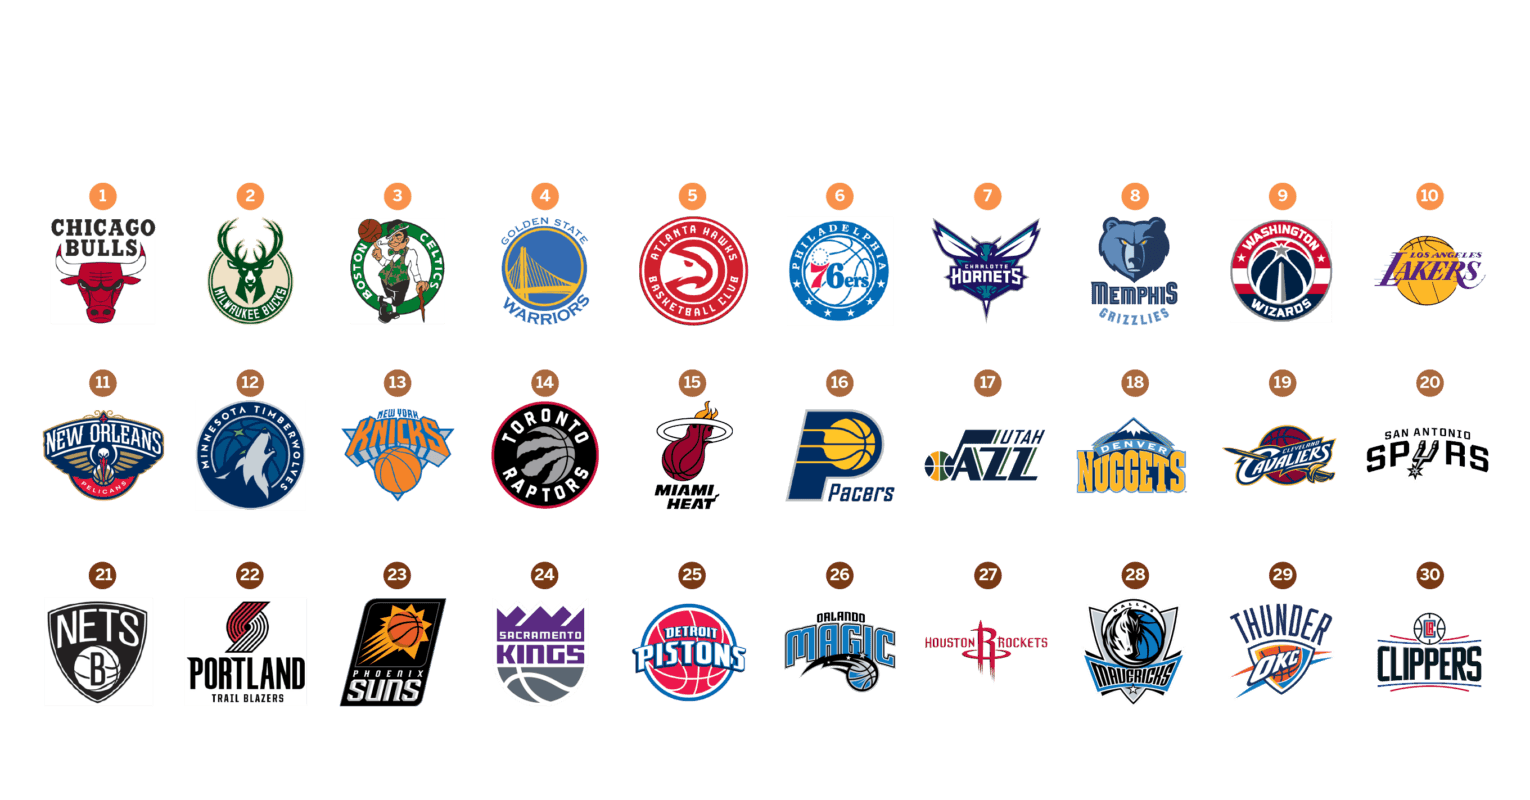 1 2 3 4 5 6 7 8 9 10
CHICAGO
BULLS
MILWAUKEE BUCKS
BOSTON CELTICS
GOLDEN STATE
WARRIORS
ATLANTA HAWKS
BASKETBALL CLUB
PHILADELPHIA
76ers
CHARLOTTE
HORNETS
MEMPHIS
GRIZZLIES
WASHINGTON
WIZARDS
LOS ANGELES
LAKERS
11 12 13 14 15 16 17 18 19 20
NEW ORLEANS
PELICANS
MINNESOTA TIMBERWOLVES
NEW YORK
KNICKS
TORONTO
RAPTORS
MIAMI
HEAT
Pacers
UTAH
JAZZ
DENVER
NUGGETS
CLEVELAND
CAVALIERS
SAN ANTONIO
SPURS
21 22 23 24 25 26 27 28 29 30
NETS
B
PORTLAND
TRAIL BLAZERS
PHOENIX
SUNS
SACRAMENTO
KINGS
DETROIT
PISTONS
ORLANDO
MAGIC
HOUSTON R ROCKETS
DALLAS
MAVERICKS
THUNDER
OKC
LAC
CLIPPERS